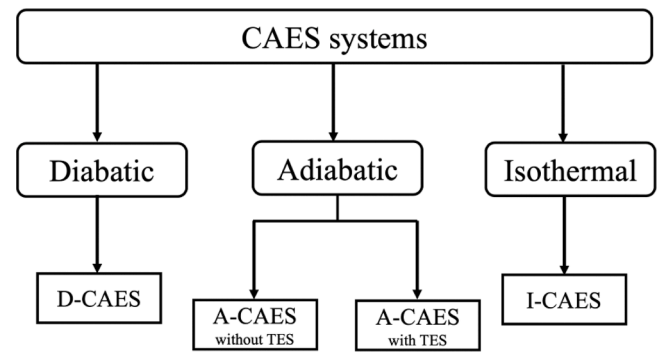 CAES systems
Diabatic
Adiabatic
Isothermal
D-CAES
A-CAES
without TES
A-CAES
with TES
I-CAES